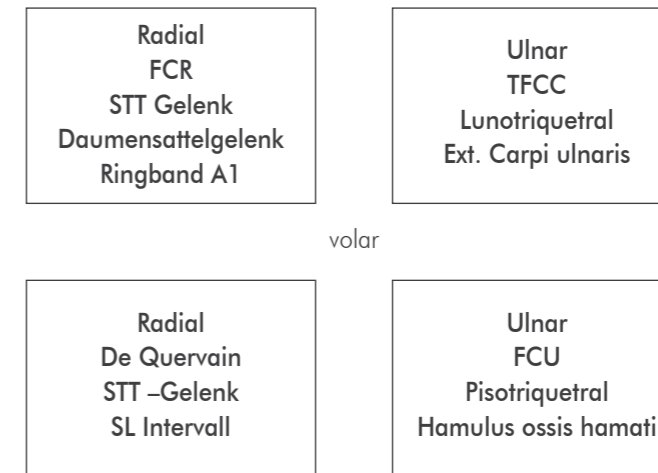 Radial
FCR
STT Gelenk
Daumensattelgelenk
Ringband A1
Ulnar
TFCC
Lunotriquetral
Ext. Carpi ulnaris
volar
Radial
De Quervain
STT –Gelenk
SL Intervall
Ulnar
FCU
Pisotriquetral
Hamulus ossis hamati